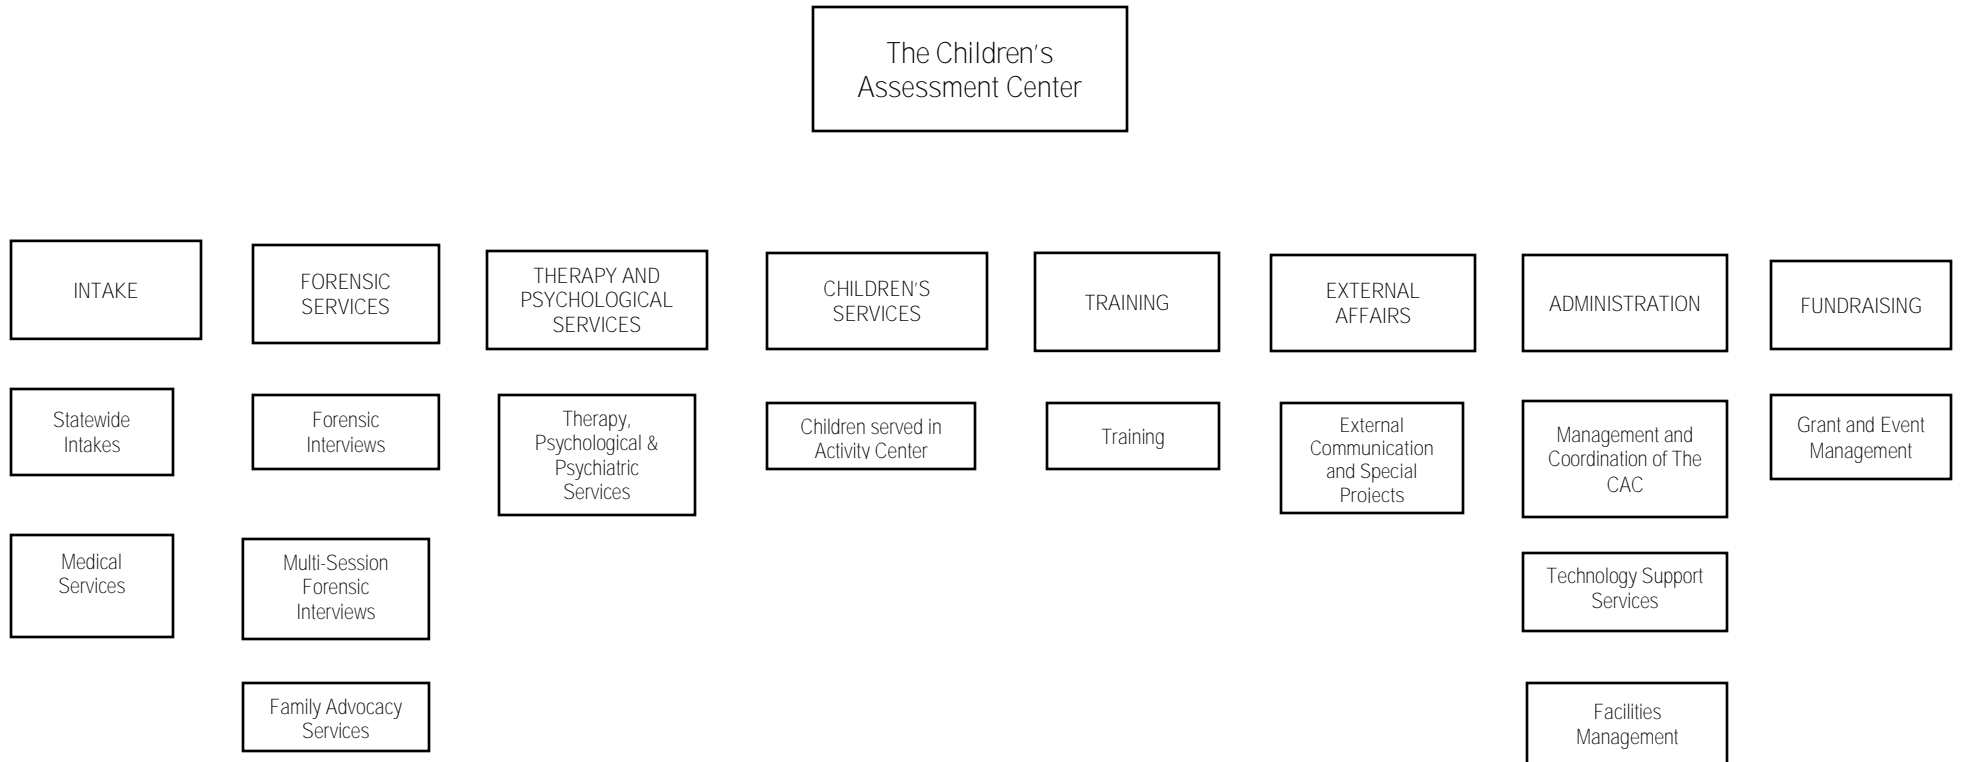 The Children's
Assessment Center
INTAKE
FORENSIC
SERVICES
THERAPY AND
PSYCHOLOGICAL
SERVICES
CHILDREN'S
SERVICES
TRAINING
EXTERNAL
AFFAIRS
ADMINISTRATION
FUNDRAISING
Statewide
Intakes
Forensic
Interviews
Therapy,
Psychological &
Psychiatric
Services
Children served in
Activity Center
Training
External
Communication
and Special
Projects
Management and
Coordination of The
CAC
Grant and Event
Management
Medical
Services
Multi-Session
Forensic
Interviews
Technology Support
Services
Family Advocacy
Services
Facilities
Management